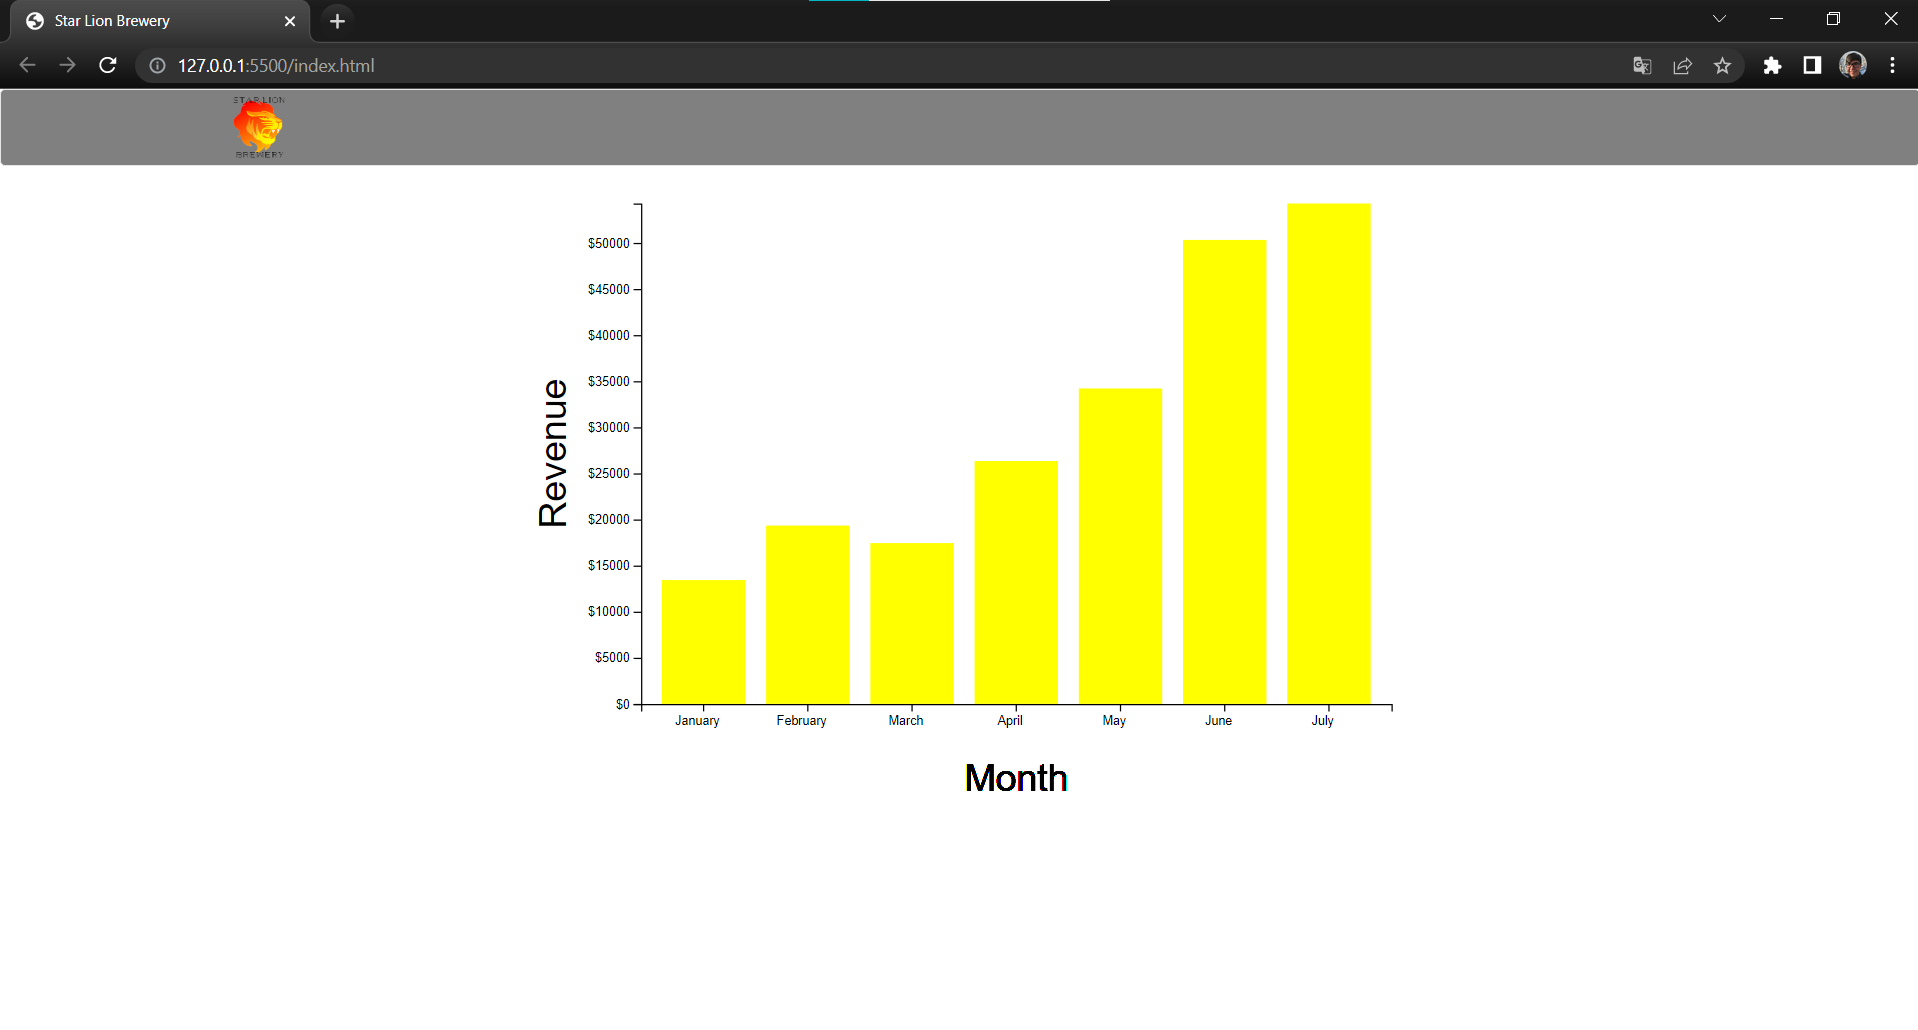 Star Lion Brewery
127.0.0.1:5500/index.html
STAR LION
BREWERY
$50000
$45000
$40000
$35000
$30000
$25000
$20000
$15000
$10000
$5000
$0
Revenue
January February March April May June July
Month